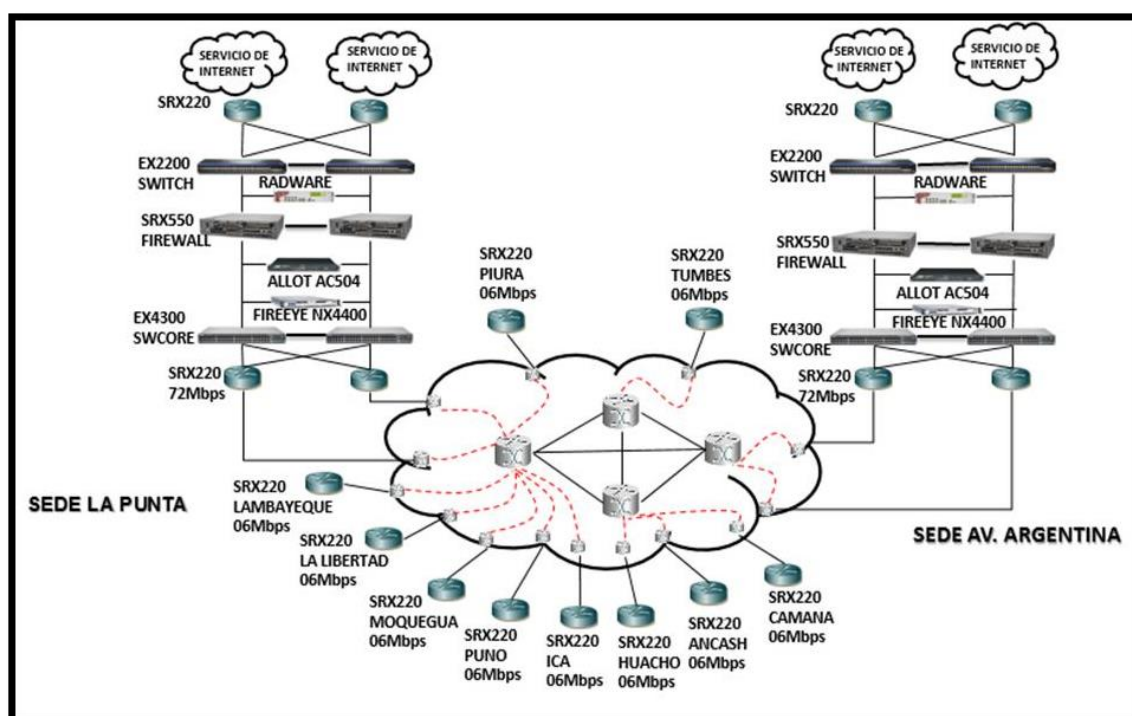 SERVICIO DE
INTERNET
SERVICIO DE
INTERNET
SRX220
EX2200
SWITCH
RADWARE
SRX550
FIREWALL
ALLOT AC504
FIREEYE NX4400
EX4300
SWCORE
SRX220
72Mbps
SERVICIO DE
INTERNET
SERVICIO DE
INTERNET
SRX220
EX2200
SWITCH
RADWARE
SRX550
FIREWALL
ALLOT AC504
FIREEYE NX4400
EX4300
SWCORE
SRX220
72Mbps
SRX220
PIURA
06Mbps
SRX220
TUMBES
06Mbps
SEDE LA PUNTA
SEDE AV. ARGENTINA
SRX220
LAMBAYEQUE
06Mbps
SRX220
LA LIBERTAD
06Mbps
SRX220
MOQUEGUA
06Mbps
SRX220
PUNO
06Mbps
SRX220
ICA
06Mbps
SRX220
HUACHO
06Mbps
SRX220
ANCASH
06Mbps
SRX220
CAMANA
06Mbps